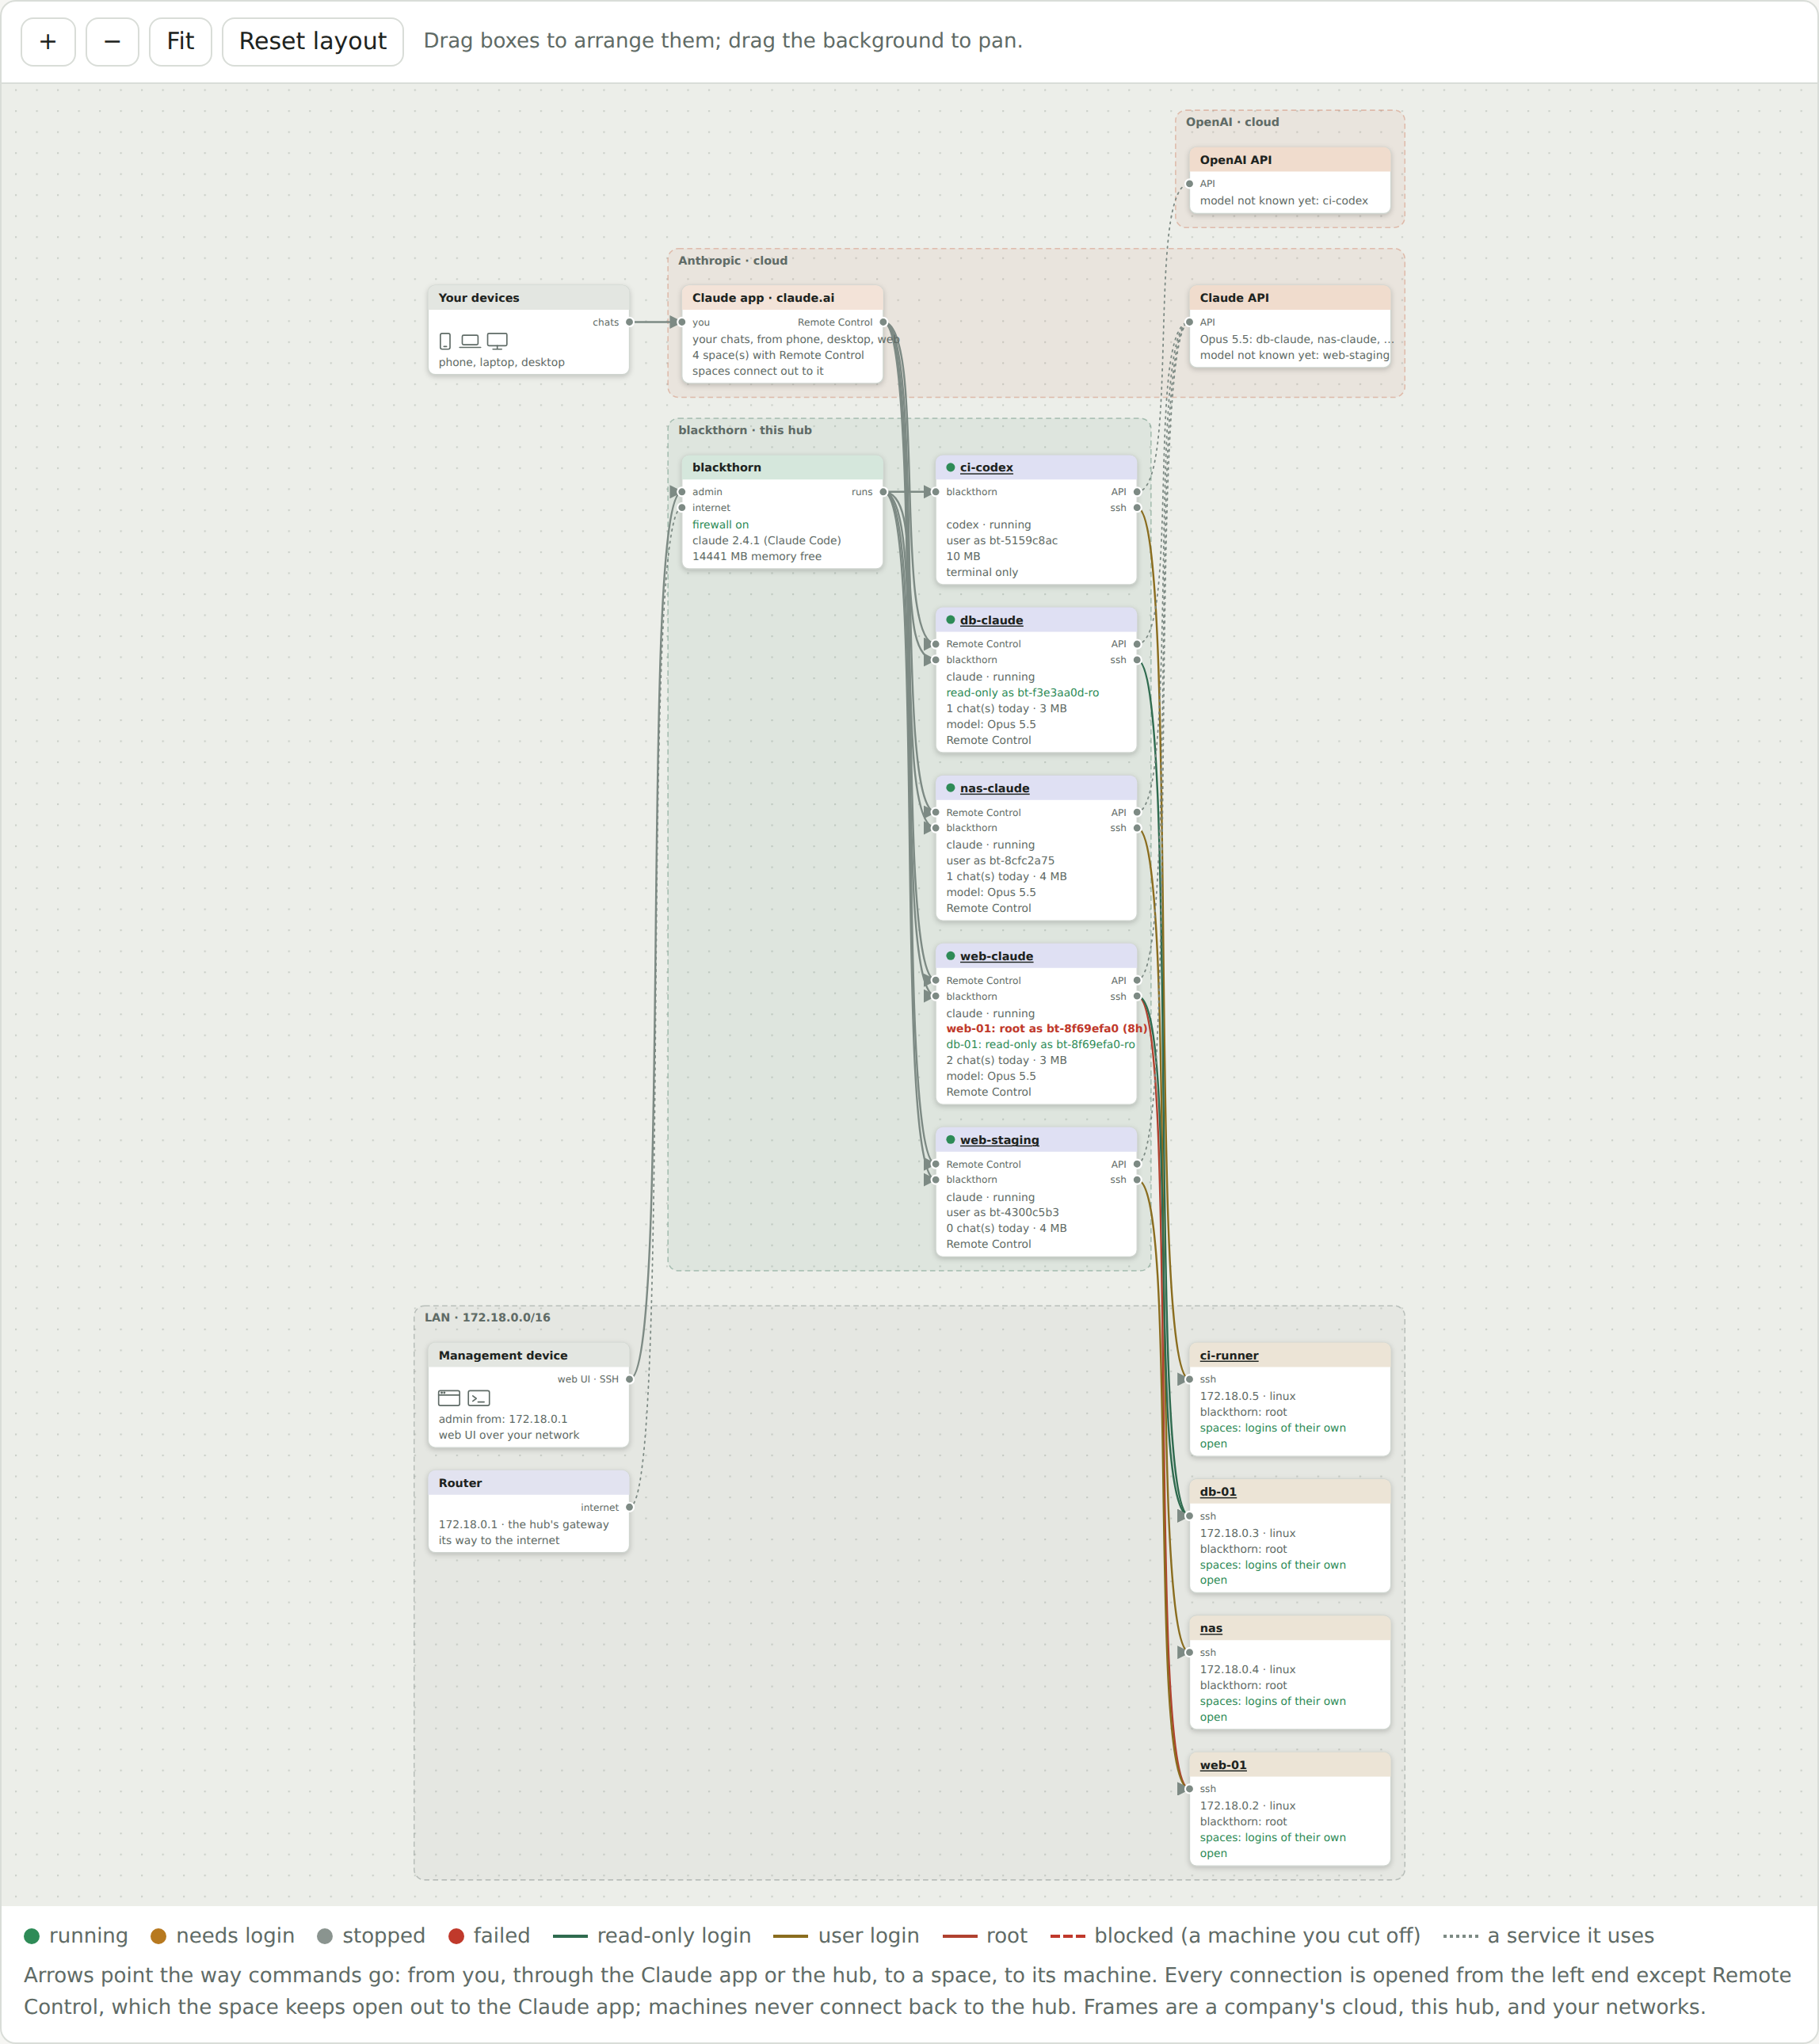 +
−
Fit
Reset layout
Drag boxes to arrange them; drag the background to pan.
OpenAI · cloud
OpenAI API
API
model not known yet: ci-codex
Anthropic · cloud
Your devices
chats
phone, laptop, desktop
Claude app · claude.ai
you Remote Control
your chats, from phone, desktop, web
4 space(s) with Remote Control
spaces connect out to it
Claude API
API
Opus 5.5: db-claude, nas-claude, ...
model not known yet: web-staging
blackthorn · this hub
blackthorn
admin runs
internet
firewall on
claude 2.4.1 (Claude Code)
14441 MB memory free
ci-codex
blackthorn API
ssh
codex · running
user as bt-5159c8ac
10 MB
terminal only
db-claude
Remote Control API
blackthorn ssh
claude · running
read-only as bt-f3e3aa0d-ro
1 chat(s) today · 3 MB
model: Opus 5.5
Remote Control
nas-claude
Remote Control API
blackthorn ssh
claude · running
user as bt-8cfc2a75
1 chat(s) today · 4 MB
model: Opus 5.5
Remote Control
web-claude
Remote Control API
blackthorn ssh
claude · running
web-01: root as bt-8f69efa0 (8h)
db-01: read-only as bt-8f69efa0-ro
2 chat(s) today · 3 MB
model: Opus 5.5
Remote Control
web-staging
Remote Control API
blackthorn ssh
claude · running
user as bt-4300c5b3
0 chat(s) today · 4 MB
Remote Control
LAN · 172.18.0.0/16
Management device
web UI · SSH
admin from: 172.18.0.1
web UI over your network
Router
internet
172.18.0.1 · the hub's gateway
its way to the internet
ci-runner
ssh
172.18.0.5 · linux
blackthorn: root
spaces: logins of their own
open
db-01
ssh
172.18.0.3 · linux
blackthorn: root
spaces: logins of their own
open
nas
ssh
172.18.0.4 · linux
blackthorn: root
spaces: logins of their own
open
web-01
ssh
172.18.0.2 · linux
blackthorn: root
spaces: logins of their own
open
running needs login stopped failed read-only login user login root blocked (a machine you cut off) a service it uses
Arrows point the way commands go: from you, through the Claude app or the hub, to a space, to its machine. Every connection is opened from the left end except Remote
Control, which the space keeps open out to the Claude app; machines never connect back to the hub. Frames are a company's cloud, this hub, and your networks.